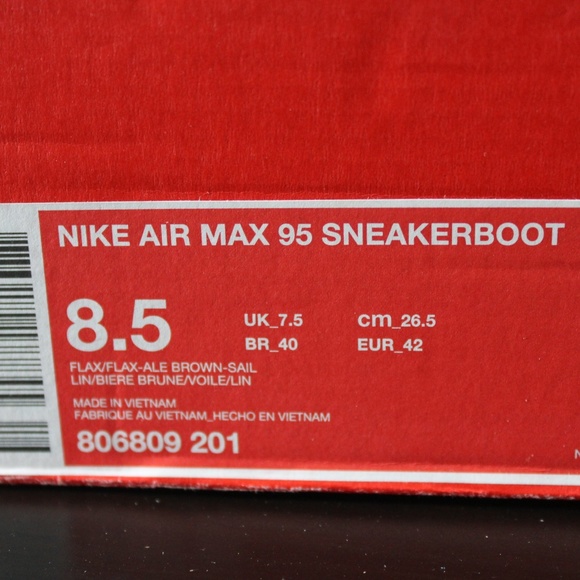 NIKE AIR MAX 95 SNEAKERBOOT
8.5
UK_7.5 cm_26.5
BR_40 EUR_42
FLAX/FLAX-ALE BROWN-SAIL
LIN/BIERE BRUNE/VOILE/LIN
MADE IN VIETNAM
FABRIQUE AU VIETNAM_HECHO EN VIETNAM
806809 201